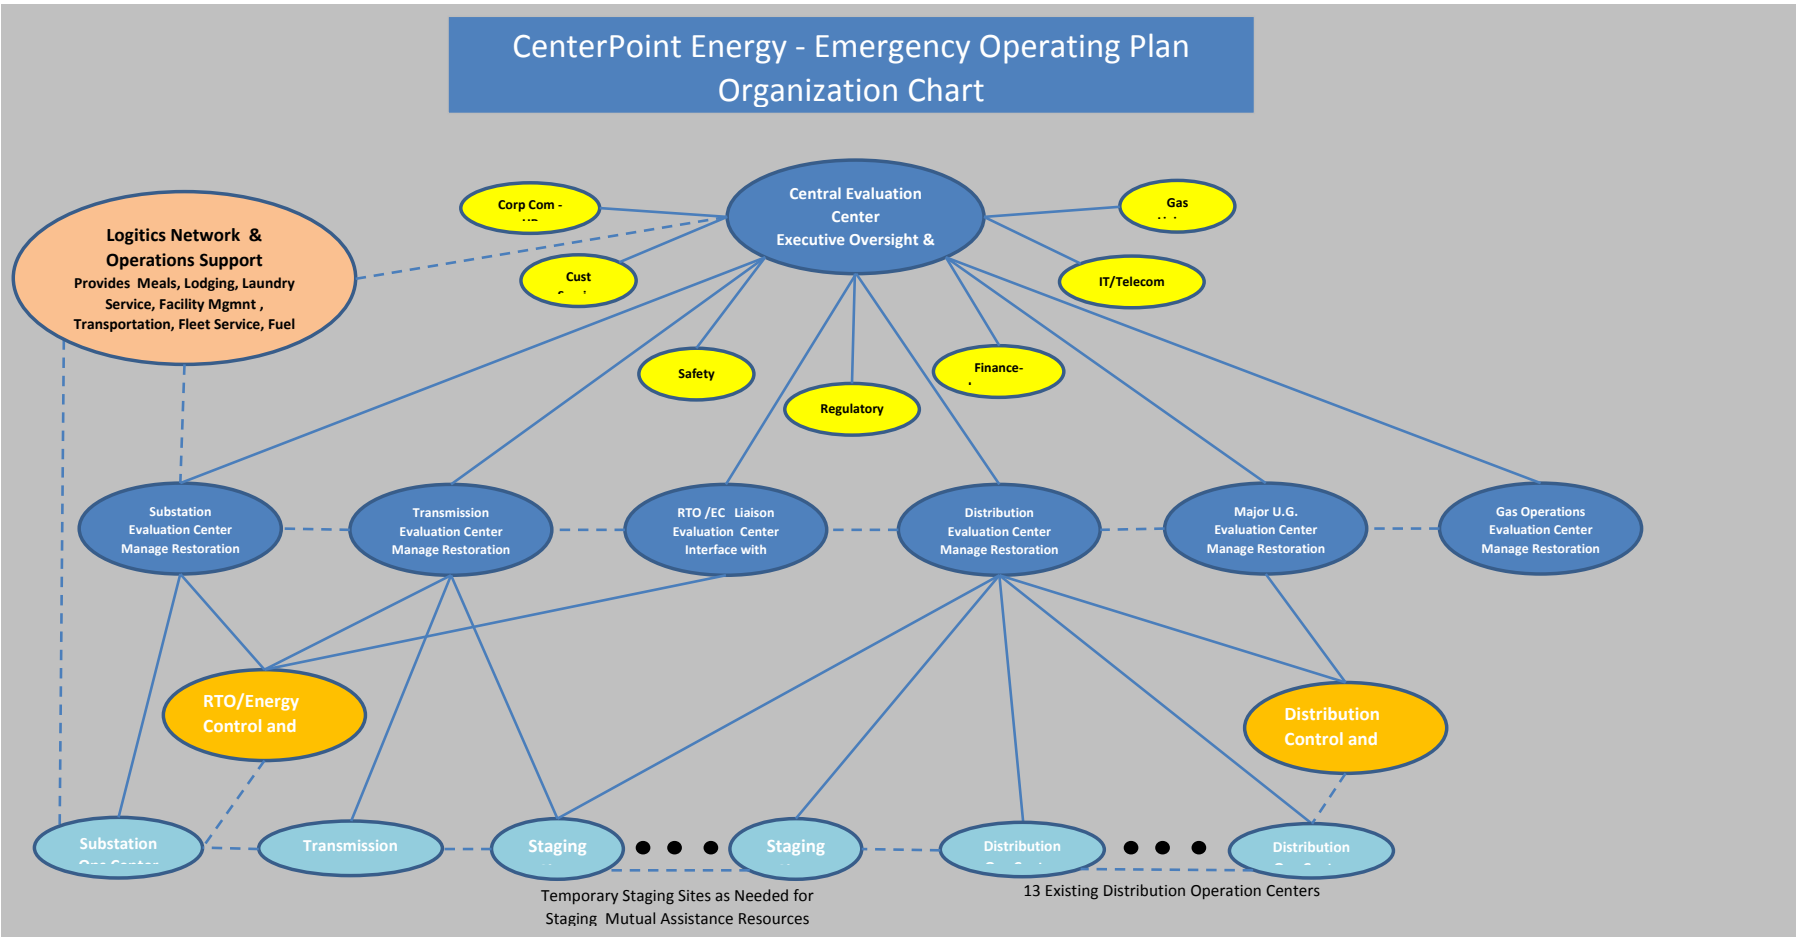 CenterPoint Energy - Emergency Operating Plan
Organization Chart
Central Evaluation
Center
Executive Oversight &
Corp Com -
Gas
Logitics Network &
Operations Support
Provides Meals, Lodging, Laundry
Service, Facility Mgmnt ,
Transportation, Fleet Service, Fuel
Cust
IT/Telecom
Safety
Finance-
Regulatory
Substation
Evaluation Center
Manage Restoration
Transmission
Evaluation Center
Manage Restoration
RTO /EC Liaison
Evaluation Center
Interface with
Distribution
Evaluation Center
Manage Restoration
Major U.G.
Evaluation Center
Manage Restoration
Gas Operations
Evaluation Center
Manage Restoration
RTO/Energy
Control and
Distribution
Control and
Substation
Ops Center
Transmission
Staging
Staging
Distribution
Distribution
Temporary Staging Sites as Needed for
Staging Mutual Assistance Resources
13 Existing Distribution Operation Centers